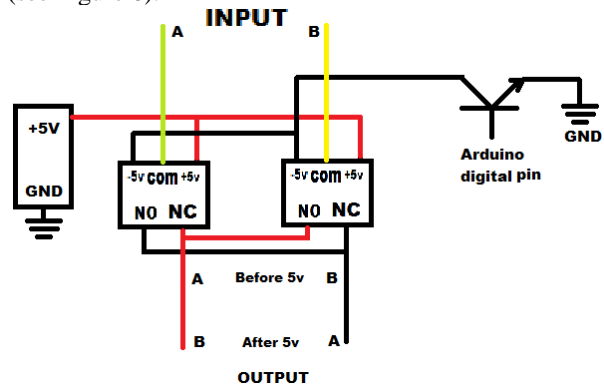 INPUT
A
B
+5V
GND
-5v com +5v
NO NC
-5v com +5v
NO NC
Arduino
digital pin
GND
A Before 5v B
B After 5v A
OUTPUT